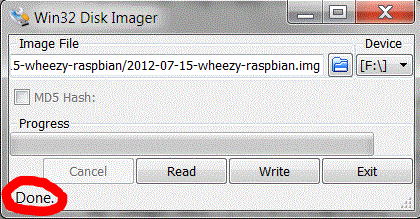 Win32 Disk Imager
Image File
Device
.5-wheezy-raspbian/2012-07-15-wheezy-raspbian.img
[F:\]
MD5 Hash:
Progress
Cancel
Read
Write
Exit
Done.